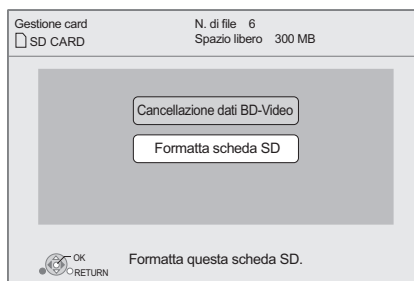 Gestione card
SD CARD
N. di file 6
Spazio libero 300 MB
Cancellazione dati BD-Video
Formatta scheda SD
OK
RETURN
Formatta questa scheda SD.